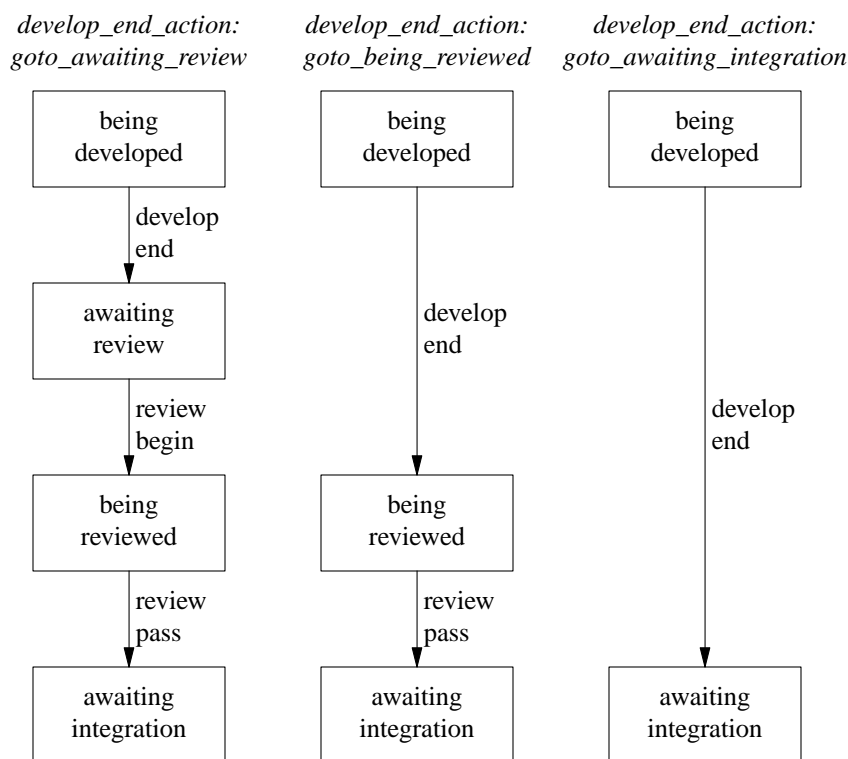 develop_end_action:
goto_awaiting_review
being
developed
develop
end
awaiting
review
review
begin
being
reviewed
review
pass
awaiting
integration
develop_end_action:
goto_being_reviewed
being
developed
develop
end
being
reviewed
review
pass
awaiting
integration
develop_end_action:
goto_awaiting_integration
being
developed
develop
end
awaiting
integration